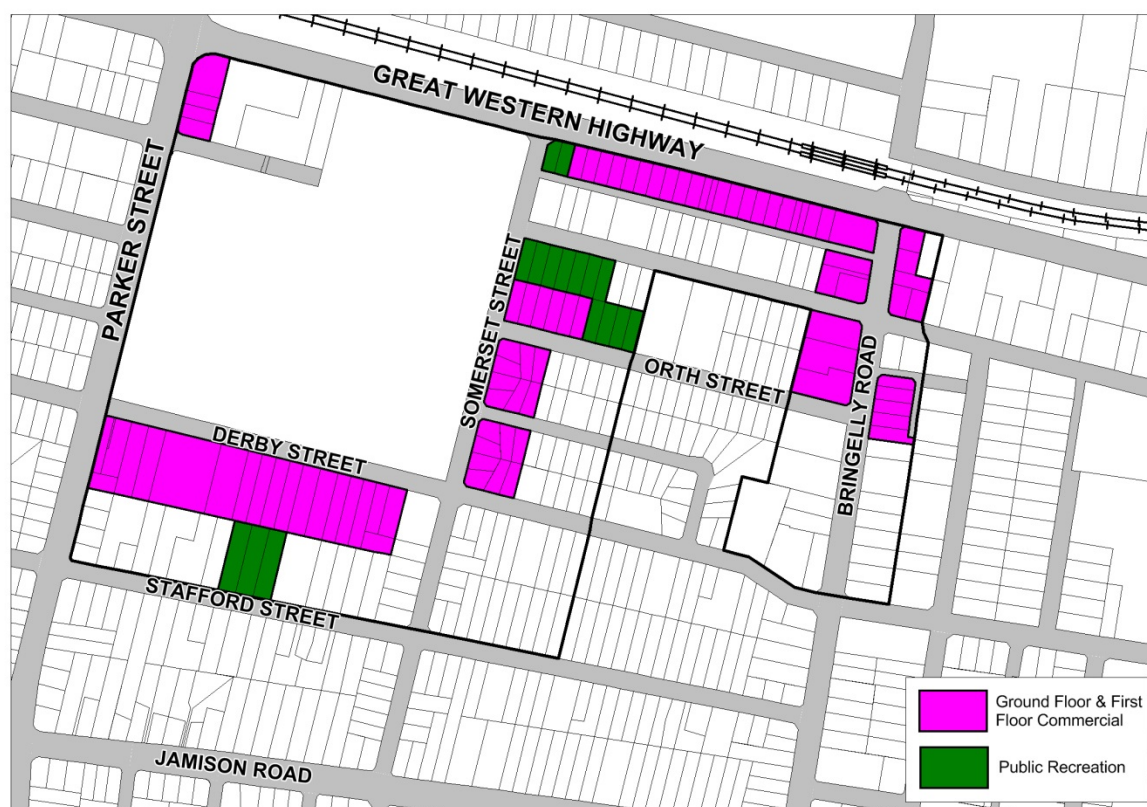 GREAT WESTERN HIGHWAY
PARKER STREET
SOMERSET STREET
ORTH STREET
BRINGELLY ROAD
DERBY STREET
STAFFORD STREET
JAMISON ROAD
Ground Floor & First
Floor Commercial
Public Recreation